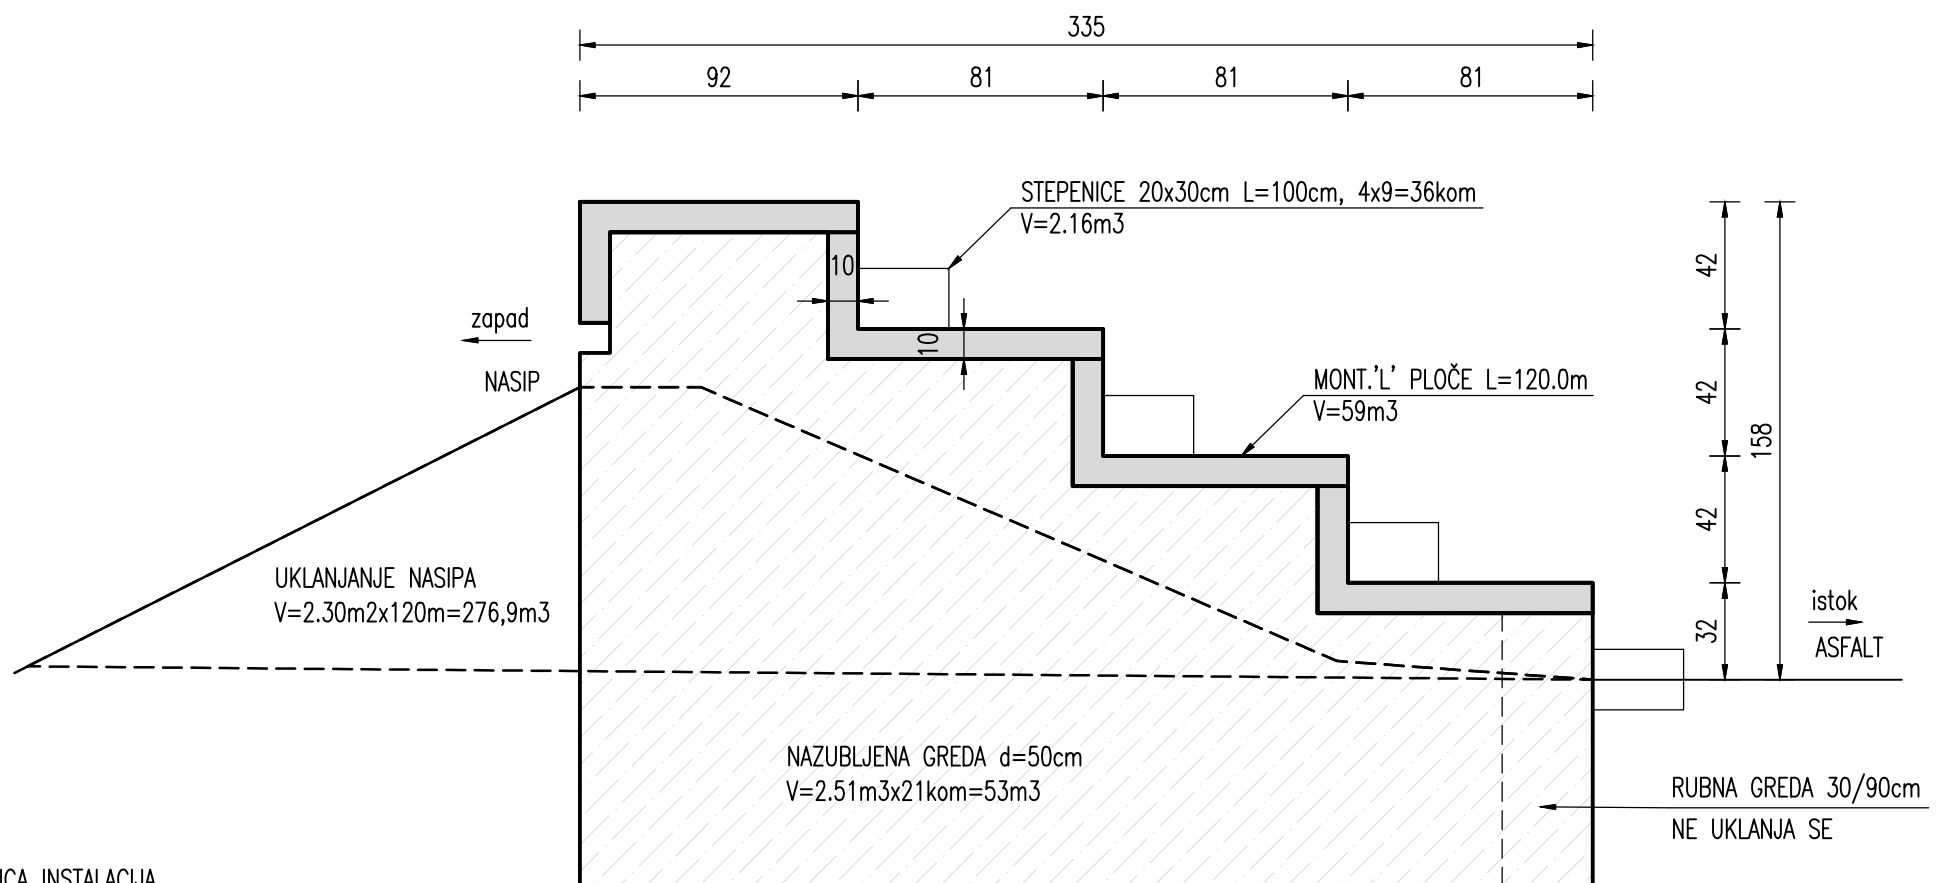 335
92
81
81
81
STEPENICE 20x30cm L=100cm, 4x9=36kom
V=2.16m3
42
10
zapad
10
NASIP
MONT.'L' PLOČE L=120.0m
V=59m3
42
158
42
UKLANJANJE NASIPA
V=2.30m2x120m=276,9m3
32
istok
ASFALT
NAZUBLJENA GREDA d=50cm
V=2.51m3x21kom=53m3
RUBNA GREDA 30/90cm
NE UKLANJA SE
INSTALACIJA